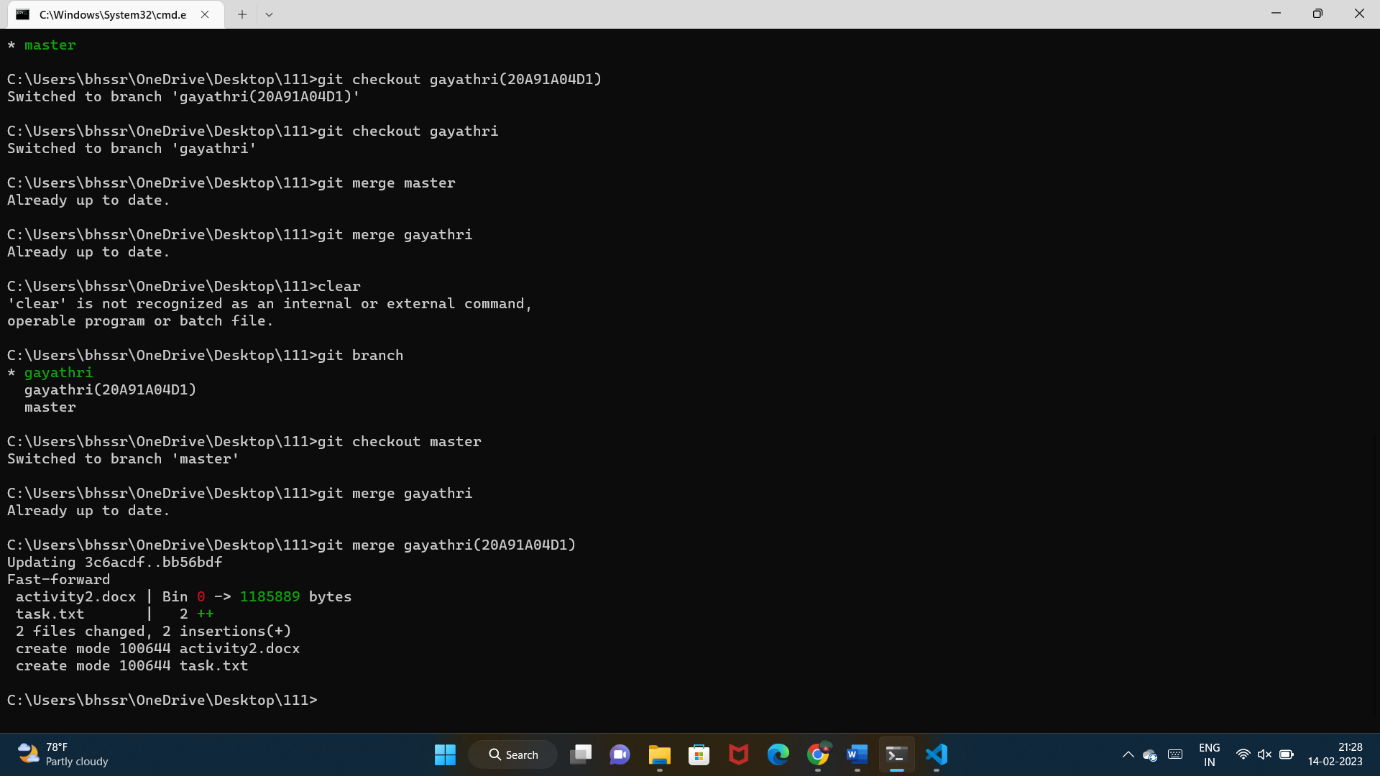 C:\Windows\System32\cmd.e
* master
C:\Users\bhssr\OneDrive\Desktop\111>git checkout gayathri(20A91A04D1)
Switched to branch 'gayathri(20A91A04D1)'
C:\Users\bhssr\OneDrive\Desktop\111>git checkout gayathri
Switched to branch 'gayathri'
C:\Users\bhssr\OneDrive\Desktop\111>git merge master
Already up to date.
C:\Users\bhssr\OneDrive\Desktop\111>git merge gayathri
Already up to date.
C:\Users\bhssr\OneDrive\Desktop\111>clear
'clear' is not recognized as an internal or external command,
operable program or batch file.
C:\Users\bhssr\OneDrive\Desktop\111>git branch
* gayathri
  gayathri(20A91A04D1)
  master
C:\Users\bhssr\OneDrive\Desktop\111>git checkout master
Switched to branch 'master'
C:\Users\bhssr\OneDrive\Desktop\111>git merge gayathri
Already up to date.
C:\Users\bhssr\OneDrive\Desktop\111>git merge gayathri(20A91A04D1)
Updating 3c6acdf..bb56bdf
Fast-forward
 activity2.docx | Bin 0 -> 1185889 bytes
 task.txt       |   2 ++
 2 files changed, 2 insertions(+)
 create mode 100644 activity2.docx
 create mode 100644 task.txt
C:\Users\bhssr\OneDrive\Desktop\111>
78°F
Partly cloudy
Search
ENG
IN
21:28
14-02-2023